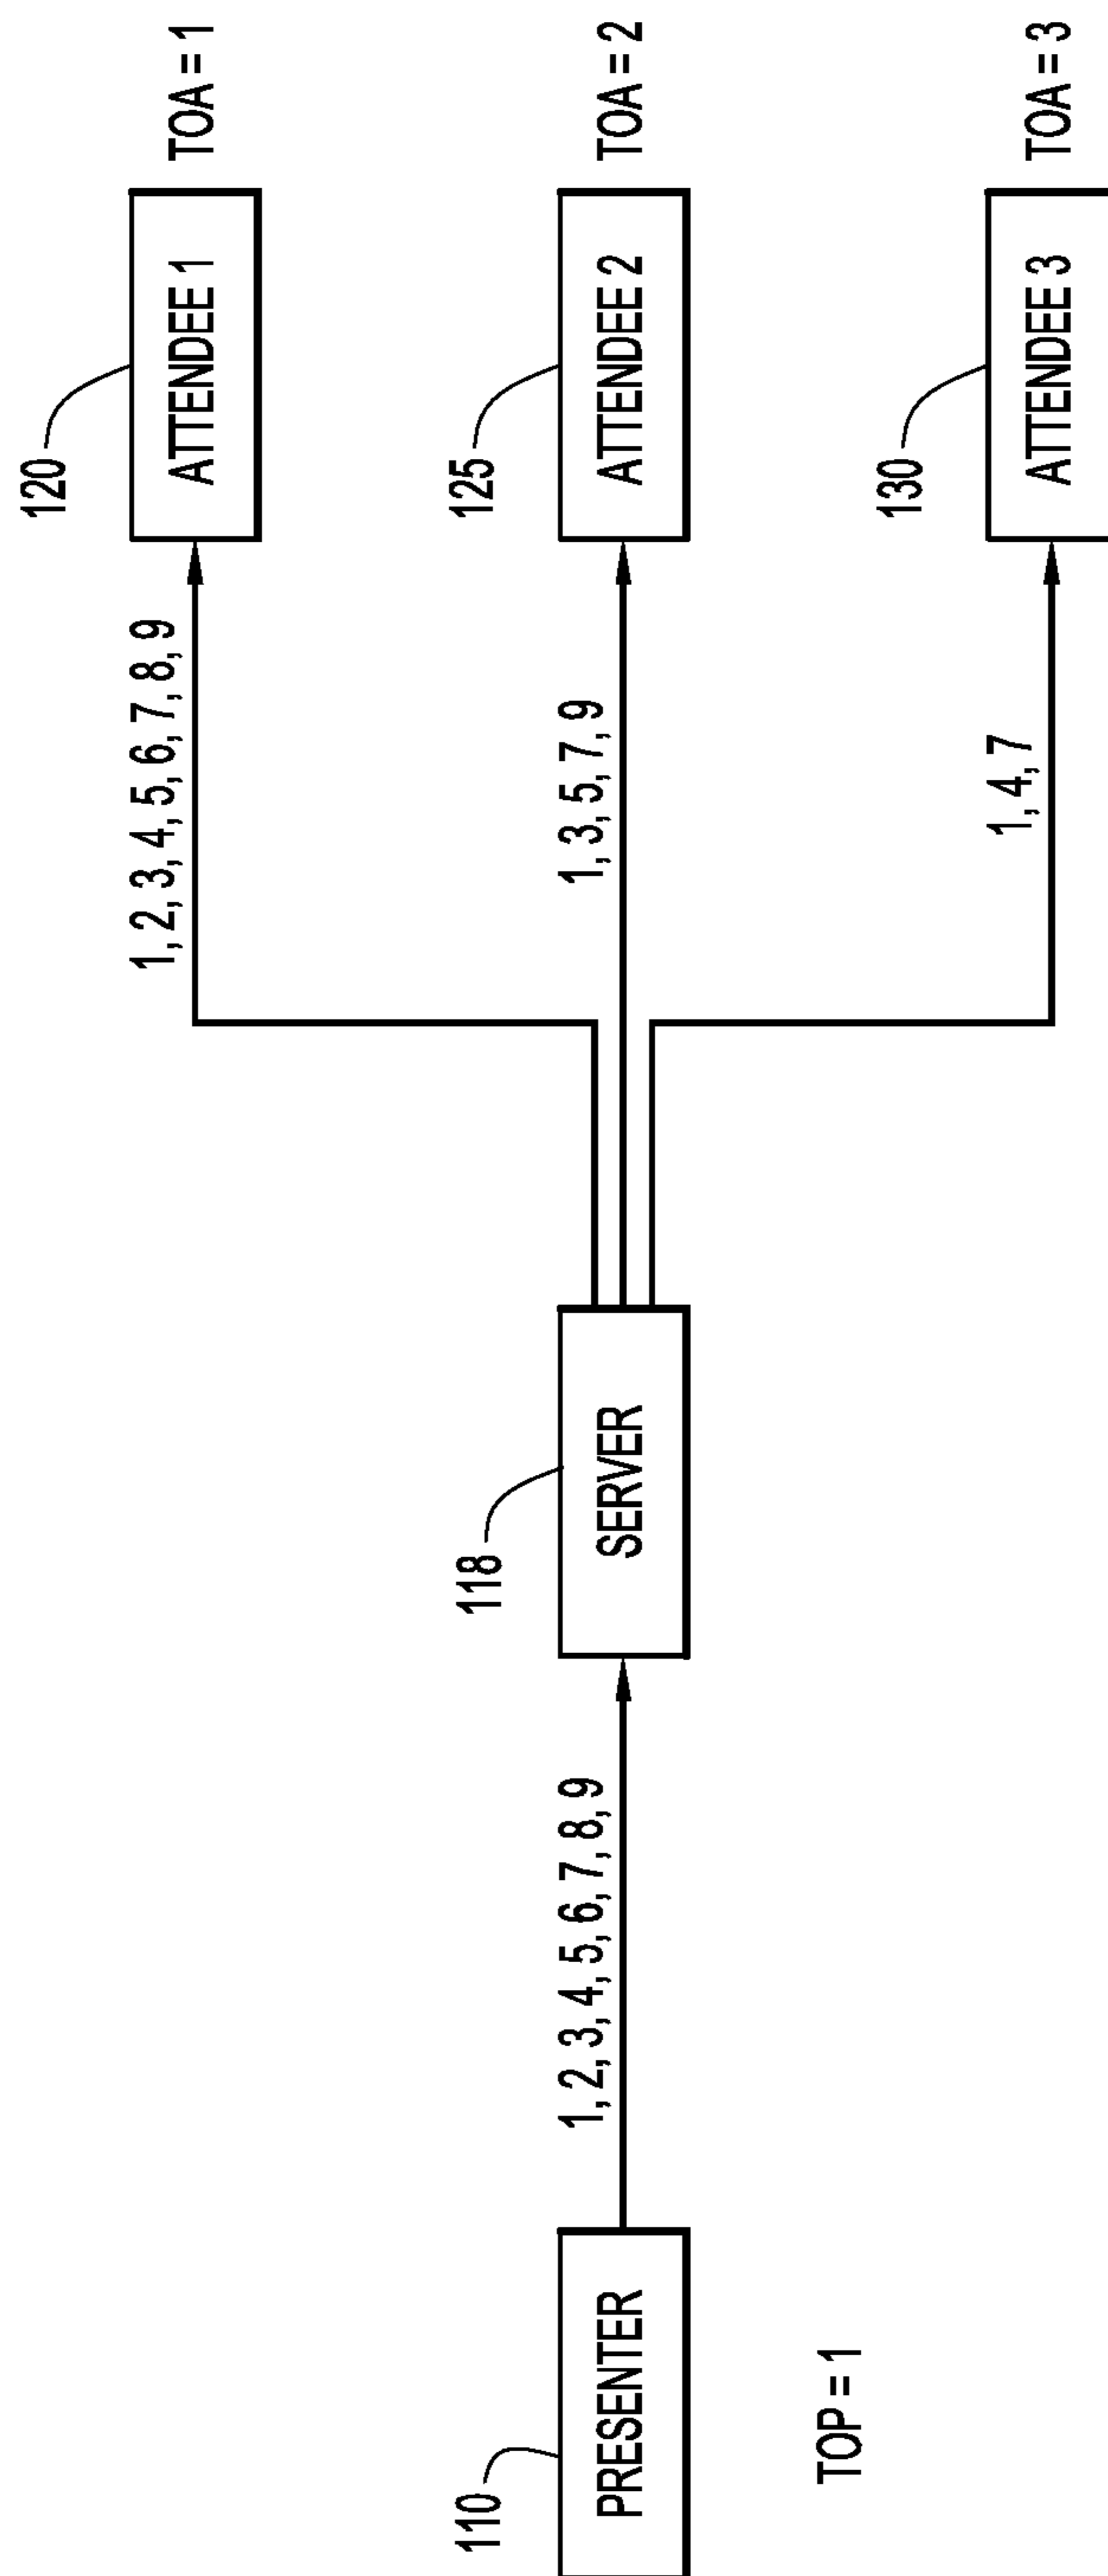 110
PRESENTER
TOP = 1
1, 2, 3, 4, 5, 6, 7, 8, 9
118
SERVER
1, 2, 3, 4, 5, 6, 7, 8, 9
120
ATTENDEE 1
TOA = 1
1, 3, 5, 7, 9
125
ATTENDEE 2
TOA = 2
1, 4, 7
130
ATTENDEE 3
TOA = 3